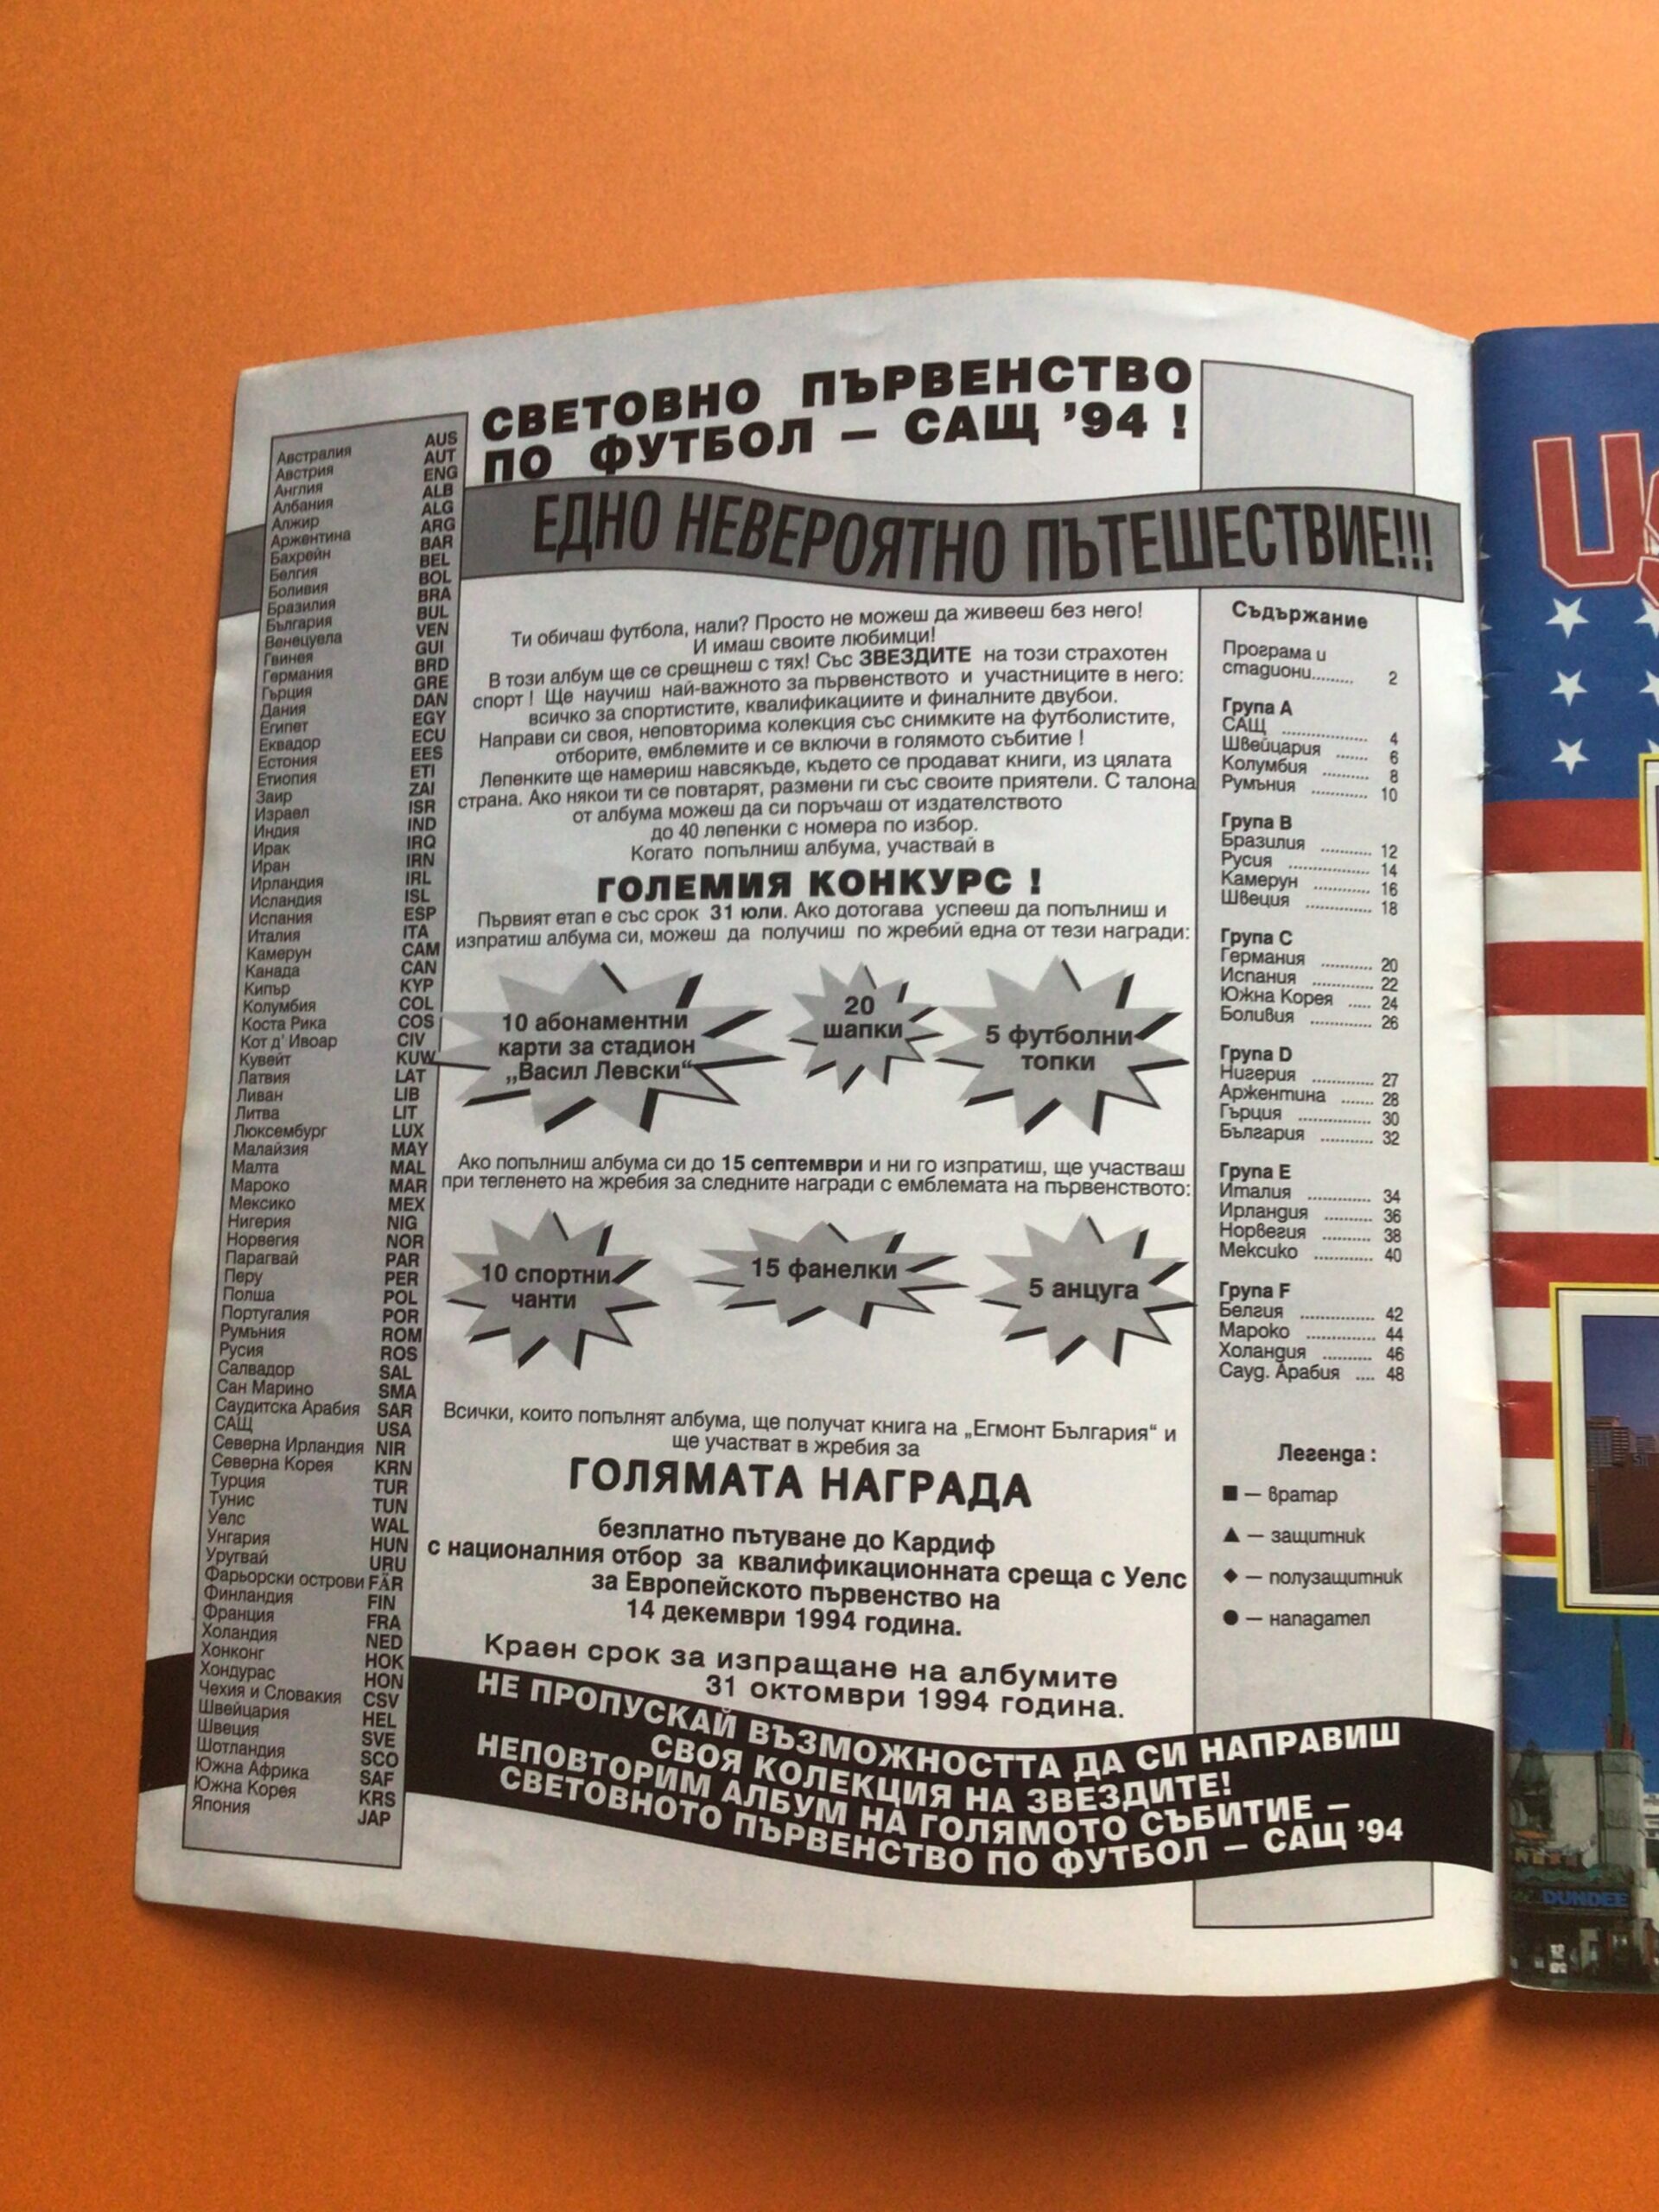 СВЕТОВНО ПЪРВЕНСТВО
ПО ФУТБОЛ – САЩ '94 !
ЕДНО НЕВЕРОЯТНО ПЪТЕШЕСТВИЕ!!!
Австралия AUS
Австрия AUT
Англия ENG
Албания ALB
Алжир ALG
Аржентина ARG
Бахрейн BAR
Белгия BEL
Боливия BOL
Бразилия BRA
България BUL
Венецуела VEN
Гвинея GUI
Германия BRD
Гърция GRE
Дания DAN
Египет EGY
Еквадор ECU
Естония EES
Етиопия ETI
Заир ZAI
Израел ISR
Индия IND
Ирак IRQ
Иран IRN
Ирландия IRL
Исландия ISL
Испания ESP
Италия ITA
Камерун CAM
Канада CAN
Кипър KYP
Колумбия COL
Коста Рика COS
Кот д' Ивоар CIV
Кувейт KUW
Латвия LAT
Ливан LIB
Литва LIT
Люксембург LUX
Малайзия MAY
Малта MAL
Мароко MAR
Мексико MEX
Нигерия NIG
Норвегия NOR
Парагвай PAR
Перу PER
Полша POL
Португалия POR
Румъния ROM
Русия ROS
Салвадор SAL
Сан Марино SMA
Саудитска Арабия SAR
САЩ USA
Северна Ирландия NIR
Северна Корея KRN
Турция TUR
Тунис TUN
Уелс WAL
Унгария HUN
Уругвай URU
Фарьорски острови FÄR
Финландия FIN
Франция FRA
Холандия NED
Хонконг HOK
Хондурас HON
Чехия и Словакия CSV
Швейцария HEL
Швеция SVE
Шотландия SCO
Южна Африка SAF
Южна Корея KRS
Япония JAP
Ти обичаш футбола, нали? Просто не можеш да живееш без него!
И имаш своите любимци!
В този албум ще се срещнеш с тях! Със ЗВЕЗДИТЕ на този страхотен
спорт ! Ще научиш най-важното за първенството и участниците в него:
всичко за спортистите, квалификациите и финалните двубои.
Направи си своя, неповторима колекция със снимките на футболистите,
отборите, емблемите и се включи в голямото събитие !
Лепенките ще намериш навсякъде, където се продават книги, из цялата
страна. Ако някои ти се повтарят, размени ги със своите приятели. С талона
от албума можеш да си поръчаш от издателството
до 40 лепенки с номера по избор.
Когато попълниш албума, участвай в
ГОЛЕМИЯ КОНКУРС !
Първият етап е със срок 31 юли. Ако дотогава успееш да попълниш и
изпратиш албума си, можеш да получиш по жребий една от тези награди:
10 абонаментни
карти за стадион
„Васил Левски“
20
шапки
5 футболни
топки
Ако попълниш албума си до 15 септември и ни го изпратиш, ще участваш
при тегленето на жребия за следните награди с емблемата на първенството:
10 спортни
чанти
15 фанелки
5 анцуга
Всички, които попълнят албума, ще получат книга на „Егмонт България“ и
ще участват в жребия за
ГОЛЯМАТА НАГРАДА
безплатно пътуване до Кардиф
с националния отбор за квалификационната среща с Уелс
за Европейското първенство на
14 декември 1994 година.
Краен срок за изпращане на албумите
31 октомври 1994 година.
НЕ ПРОПУСКАЙ ВЪЗМОЖНОСТТА ДА СИ НАПРАВИШ
СВОЯ КОЛЕКЦИЯ НА ЗВЕЗДИТЕ!
НЕПОВТОРИМ АЛБУМ НА ГОЛЯМОТО СЪБИТИЕ –
СВЕТОВНОТО ПЪРВЕНСТВО ПО ФУТБОЛ – САЩ '94
Съдържание
Програма и
стадиони......... 2
Група A
САЩ .................. 4
Швейцария ....... 6
Колумбия .......... 8
Румъния ............ 10
Група B
Бразилия ........... 12
Русия .................. 14
Камерун ............ 16
Швеция .............. 18
Група C
Германия ........... 20
Испания ............. 22
Южна Корея ..... 24
Боливия ............. 26
Група D
Нигерия ............. 27
Аржентина ....... 28
Гърция ................ 30
България ........... 32
Група E
Италия .............. 34
Ирландия .......... 36
Норвегия ........... 38
Мексико ............. 40
Група F
Белгия ................ 42
Мароко ............... 44
Холандия ........... 46
Сауд. Арабия .... 48
Легенда :
■ – вратар
▲ – защитник
◆ – полузащитник
● – нападател
DUNDEE